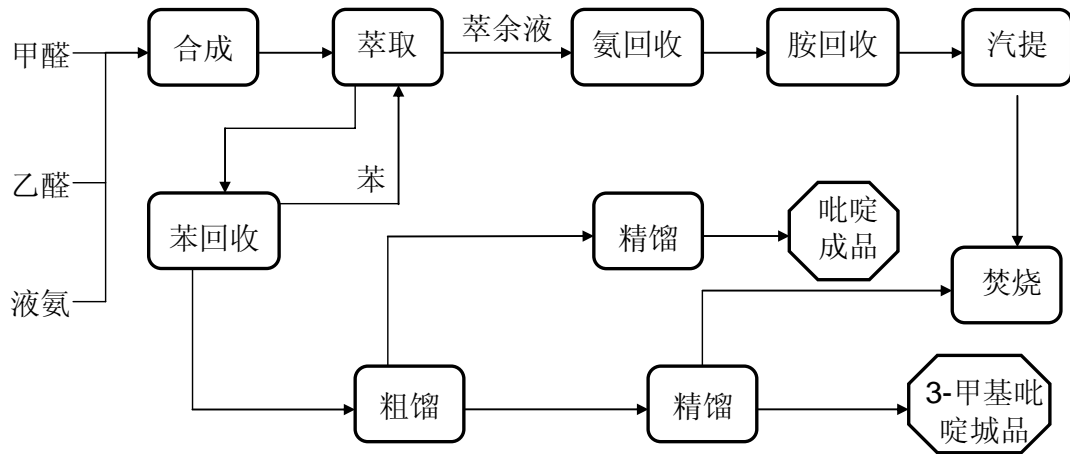 甲醛
合成
萃取
萃余液
氨回收
胺回收
汽提
乙醛
苯
苯回收
精馏
吡啶
成品
液氨
焚烧
粗馏
精馏
3-甲基吡
啶城品